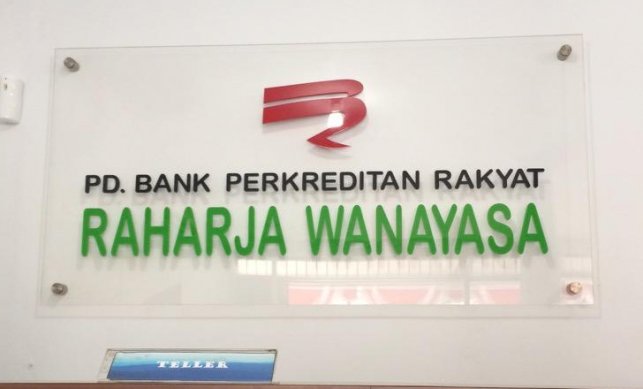 PD. BANK PERKREDITAN RAKYAT
RAHARJA WANAYASA
TELLER